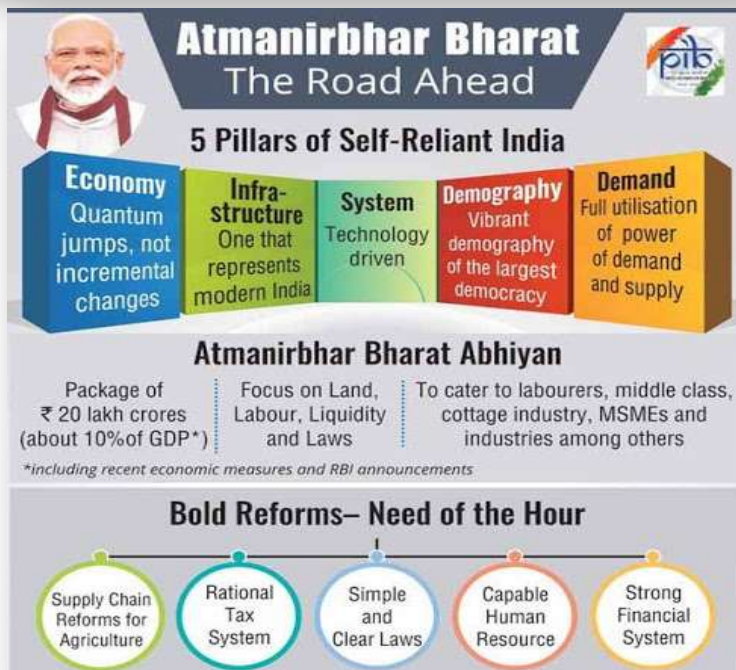 Atmanirbhar Bharat
The Road Ahead
pib
5 Pillars of Self-Reliant India
Economy
Quantum
jumps, not
incremental
changes
Infra-
structure
One that
represents
modern India
System
Technology
driven
Demography
Vibrant
demography
of the largest
democracy
Demand
Full utilisation
of power
of demand
and supply
Atmanirbhar Bharat Abhiyan
Package of
₹ 20 lakh crores
(about 10%of GDP*)
Focus on Land,
Labour, Liquidity
and Laws
To cater to labourers, middle class,
cottage industry, MSMEs and
industries among others
*including recent economic measures and RBI announcements
Bold Reforms– Need of the Hour
Supply Chain
Reforms for
Agriculture
Rational
Tax
System
Simple
and
Clear Laws
Capable
Human
Resource
Strong
Financial
System